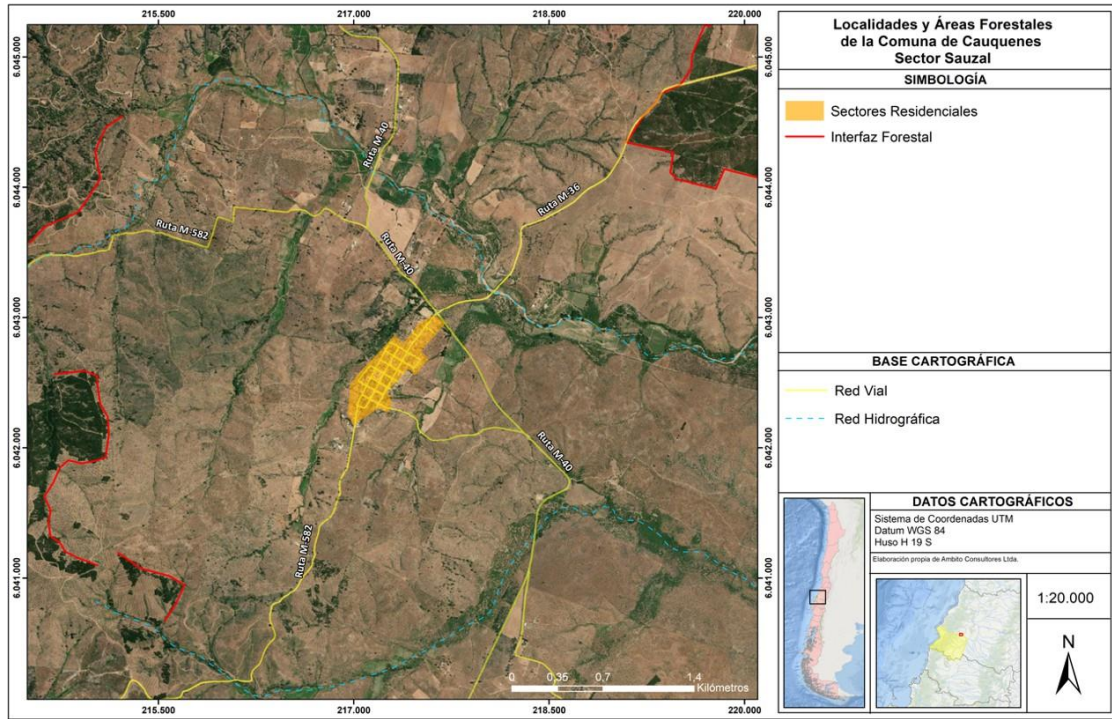 215.500
217.000
218.500
220.000
6.045.000
6.044.000
6.043.000
6.042.000
6.041.000
6.045.000
6.044.000
6.043.000
6.042.000
6.041.000
Ruta M-40
Ruta M-36
Ruta M-582
Ruta M-40
Ruta M-40
Ruta M-582
0
0,35
0,7
1,4
Kilómetros
215.500
217.000
218.500
220.000
Localidades y Áreas Forestales
de la Comuna de Cauquenes
Sector Sauzal
SIMBOLOGÍA
Sectores Residenciales
Interfaz Forestal
BASE CARTOGRÁFICA
Red Vial
Red Hidrográfica
DATOS CARTOGRÁFICOS
Sistema de Coordenadas UTM
Datum WGS 84
Huso H 19 S
Elaboración propia de Ambito Consultores Ltda.
1:20.000
N